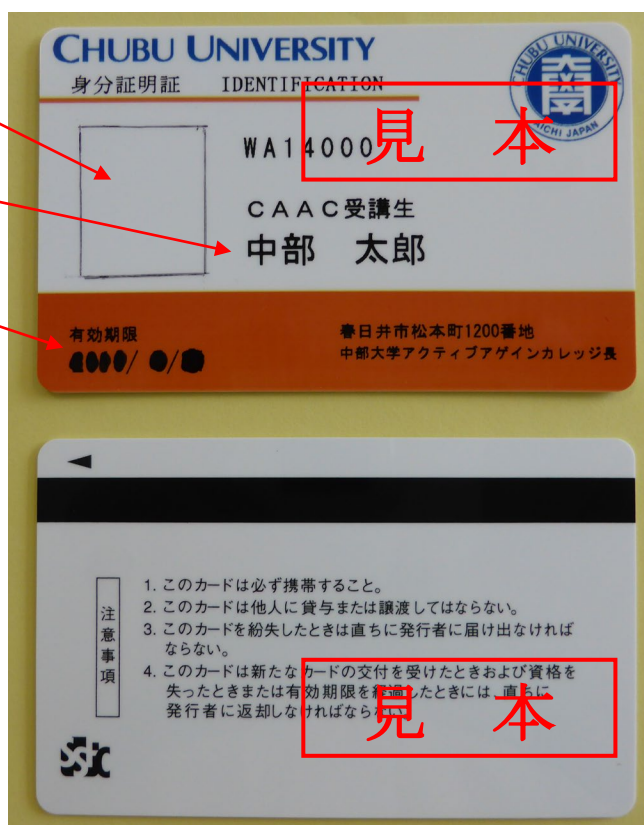 CHUBU UNIVERSITY
身分証明証 IDENTIFICATION
CHUBU UNIVERSITY
AICHI JAPAN
WA14000
見 本
CAAC受講生
中部 太郎
有効期限
春日井市松本町1200番地
中部大学アクティブアゲインカレッジ長
注意事項
1. このカードは必ず携帯すること。
2. このカードは他人に貸与または譲渡してはならない。
3. このカードを紛失したときは直ちに発行者に届け出なければ
ならない。
4. このカードは新たなカードの交付を受けたときおよび資格を
失ったときまたは有効期限を経過したときには、直ちに
発行者に返却しなければならない。
見 本